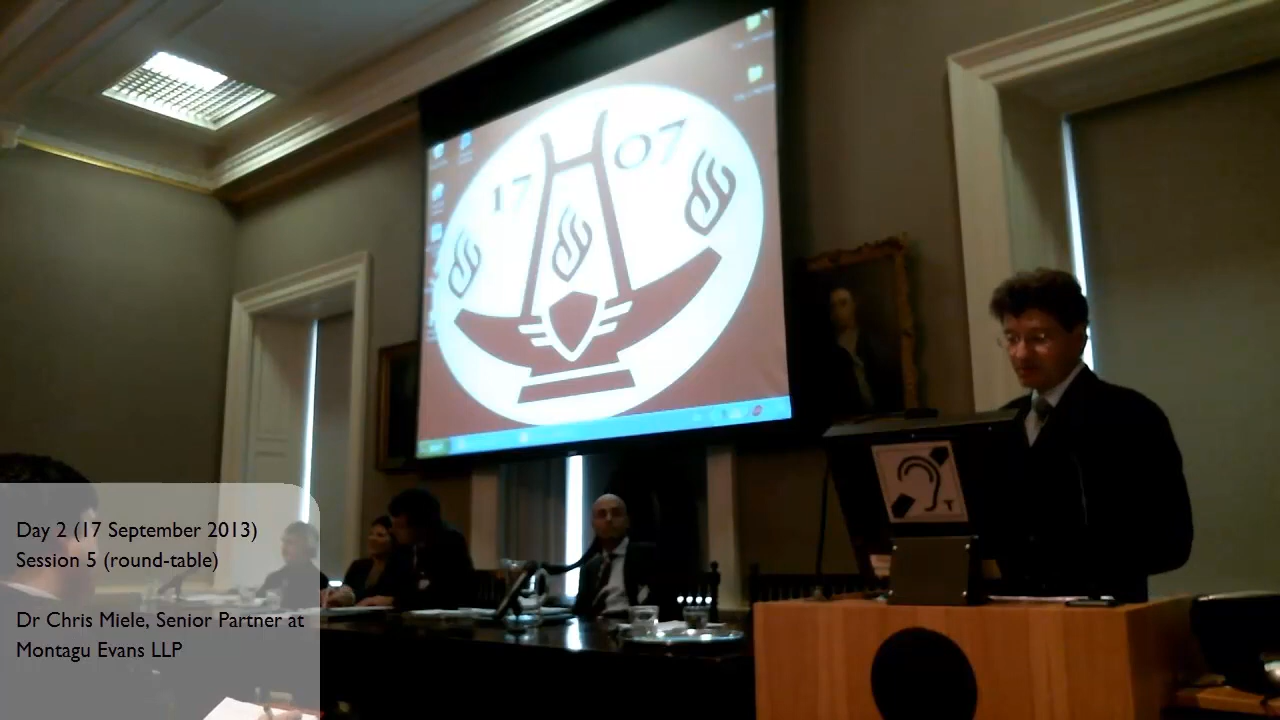 17 07
Day 2 (17 September 2013)
Session 5 (round-table)
Dr Chris Miele, Senior Partner at
Montagu Evans LLP
T